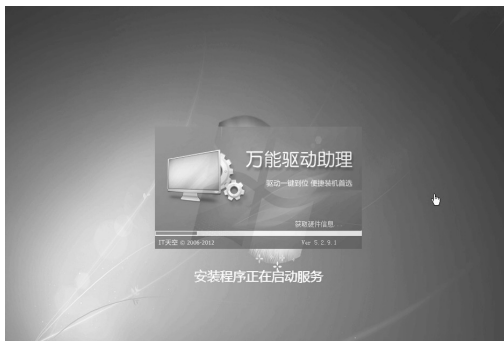 万能驱动助理
驱动一键到位 便捷装机首选
获取硬件信息
IT天空 © 2008-2012 Ver 5.2.9.1
安装程序正在启动服务